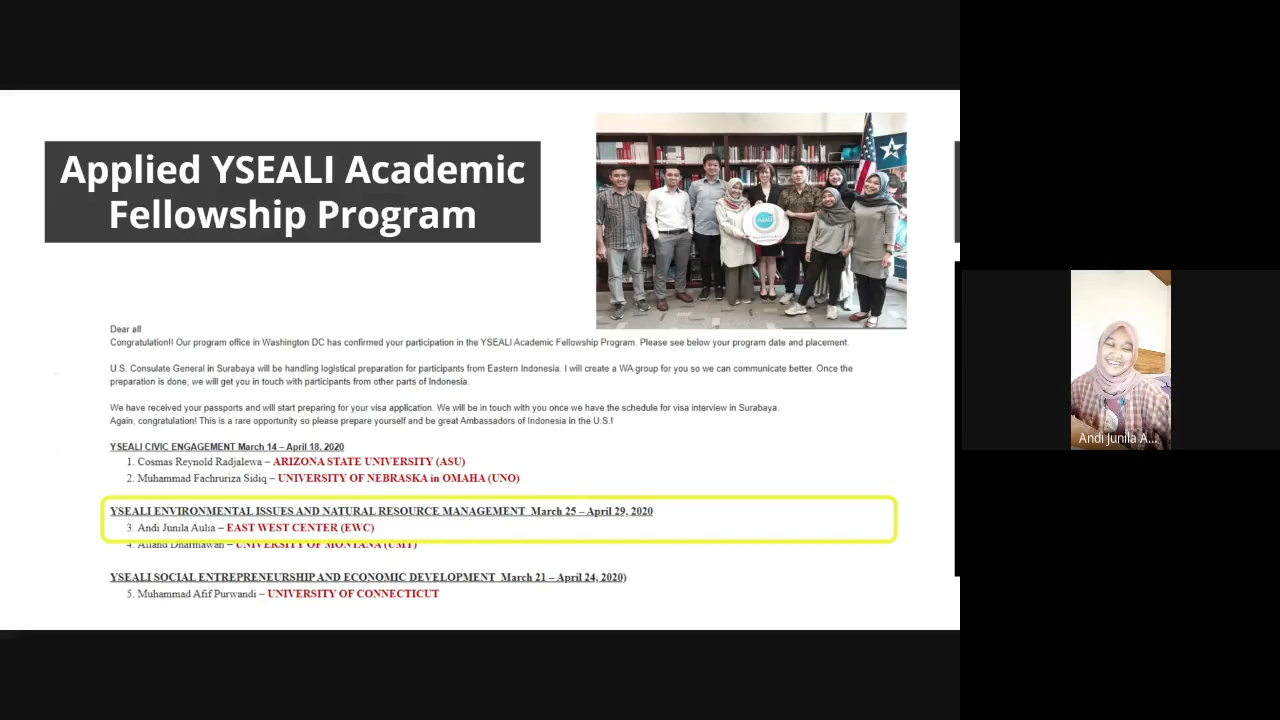 Applied YSEALI Academic
Fellowship Program
YSEALI
Dear all
Congratulation!! Our program office in Washington DC has confirmed your participation in the YSEALI Academic Fellowship Program. Please see below your program date and placement.
U.S. Consulate General in Surabaya will be handling logistical preparation for participants from Eastern Indonesia. I will create a WA group for you so we can communicate better. Once the
preparation is done, we will get you in touch with participants from other parts of Indonesia.
We have received your passports and will start preparing for your visa application. We will be in touch with you once we have the schedule for visa interview in Surabaya.
Again, congratulation! This is a rare opportunity so please prepare yourself and be great Ambassadors of Indonesia in the U.S.!
YSEALI CIVIC ENGAGEMENT March 14 – April 18, 2020
1. Cosmas Reynold Radjalewa – ARIZONA STATE UNIVERSITY (ASU)
2. Muhammad Fachruriza Sidiq – UNIVERSITY OF NEBRASKA in OMAHA (UNO)
YSEALI ENVIRONMENTAL ISSUES AND NATURAL RESOURCE MANAGEMENT March 25 – April 29, 2020
3. Andi Junila Aulia – EAST WEST CENTER (EWC)
4. Alland Dharmawan – UNIVERSITY OF MONTANA (UMT)
YSEALI SOCIAL ENTREPRENEURSHIP AND ECONOMIC DEVELOPMENT March 21 – April 24, 2020)
5. Muhammad Afif Purwandi – UNIVERSITY OF CONNECTICUT
Andi Junila A...